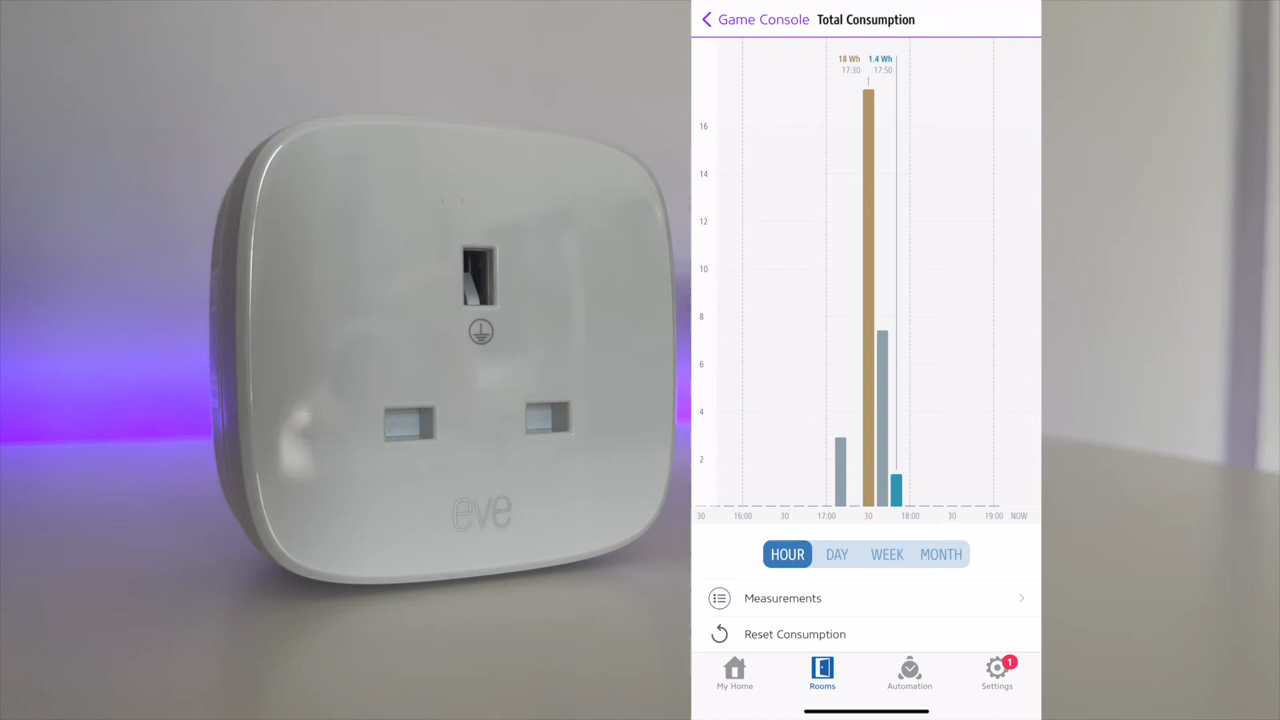 Game Console Total Consumption
18 Wh 1.4 Wh
17:30 17:50
16
14
12
10
8
6
4
2
30 16:00 30 17:00 30 18:00 30 19:00 NOW
HOUR DAY WEEK MONTH
Measurements
Reset Consumption
1
My Home Rooms Automation Settings
eve